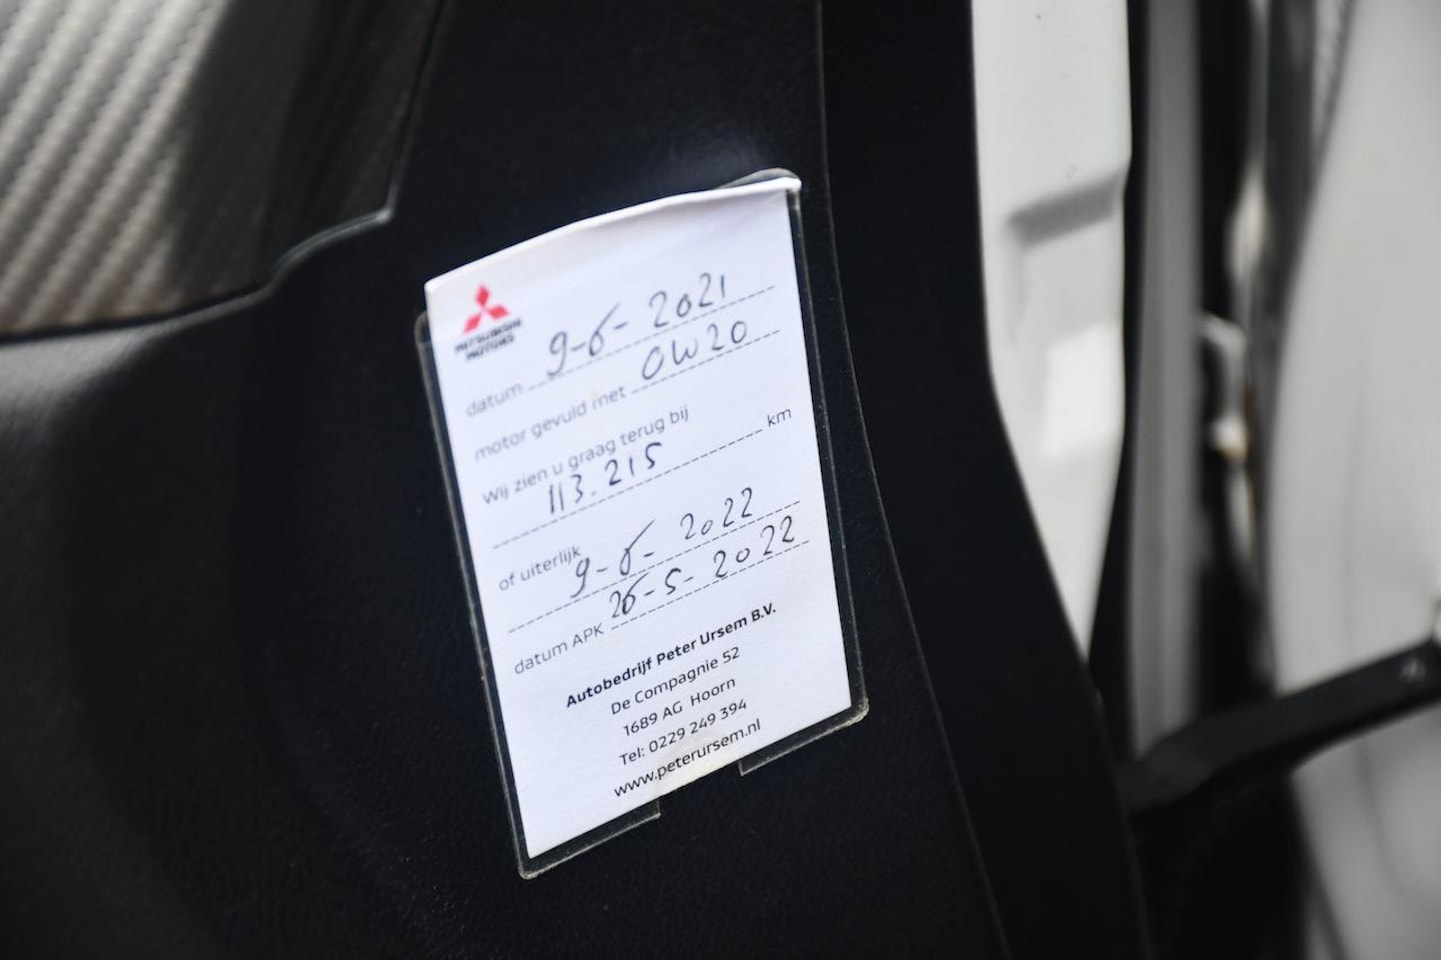 MITSUBISHI
MOTORS
datum 9-6-2021
motor gevuld met 0W20
Wij zien u graag terug bij
113.215 km
of uiterlijk
9-6-2022
datum APK 26-5-2022
Autobedrijf Peter Ursem B.V.
De Compagnie 52
1689 AG Hoorn
Tel: 0229 249 394
www.peterursem.nl